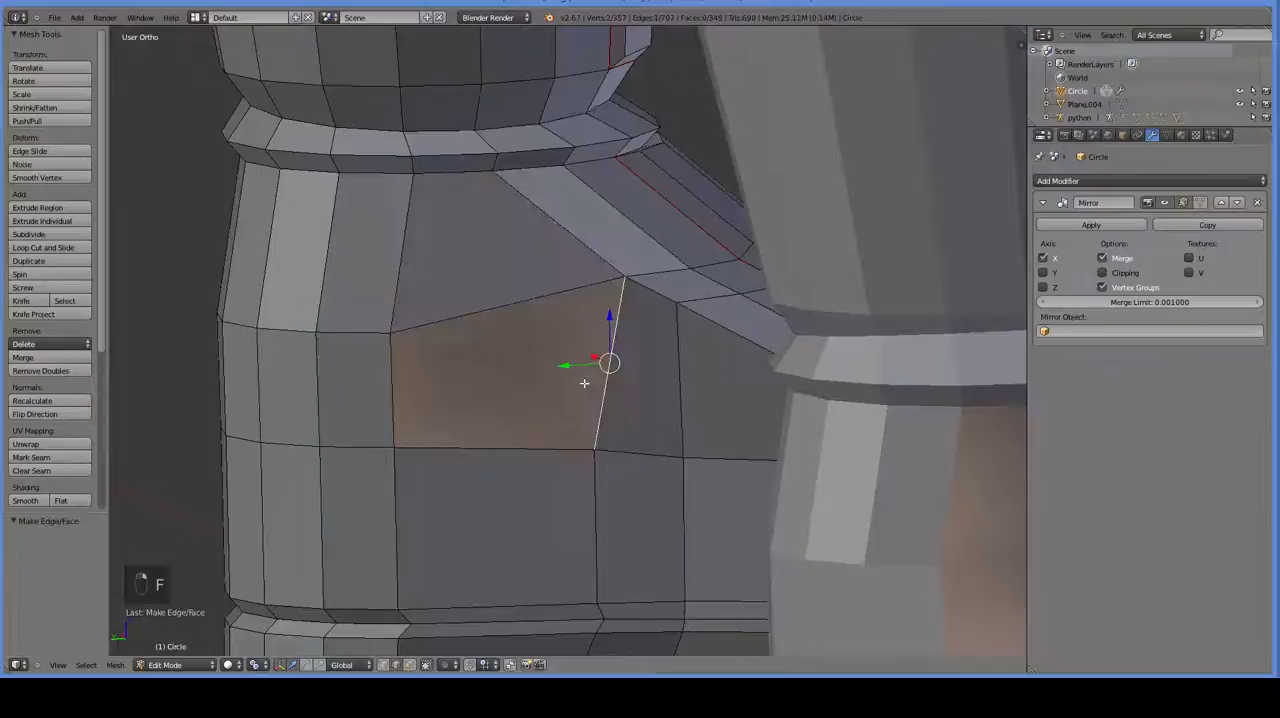 File Add Render Window Help Default Scene Blender Render v2.67 | Verts:2/357 | Edges:1/707 | Faces:0/349 | Tris:690 | Mem:25.12M (0.14M) | Circle
Mesh Tools
Transform:
Translate
Rotate
Scale
Shrink/Fatten
Push/Pull
Deform:
Edge Slide
Noise
Smooth Vertex
Add:
Extrude Region
Extrude Individual
Subdivide
Loop Cut and Slide
Duplicate
Spin
Screw
Knife Select
Knife Project
Remove:
Delete
Merge
Remove Doubles
Normals:
Recalculate
Flip Direction
UV Mapping:
Unwrap
Mark Seam
Clear Seam
Shading:
Smooth Flat
Make Edge/Face
User Ortho
F
Last: Make Edge/Face
(1) Circle
View Select Mesh Edit Mode Global
View Search All Scenes
Scene
RenderLayers
World
Circle
Plane.004
python
Circle
Add Modifier
Mirror
Apply Copy
Axis: Options: Textures:
X Merge U
Y Clipping V
Z Vertex Groups
Merge Limit: 0.001000
Mirror Object: